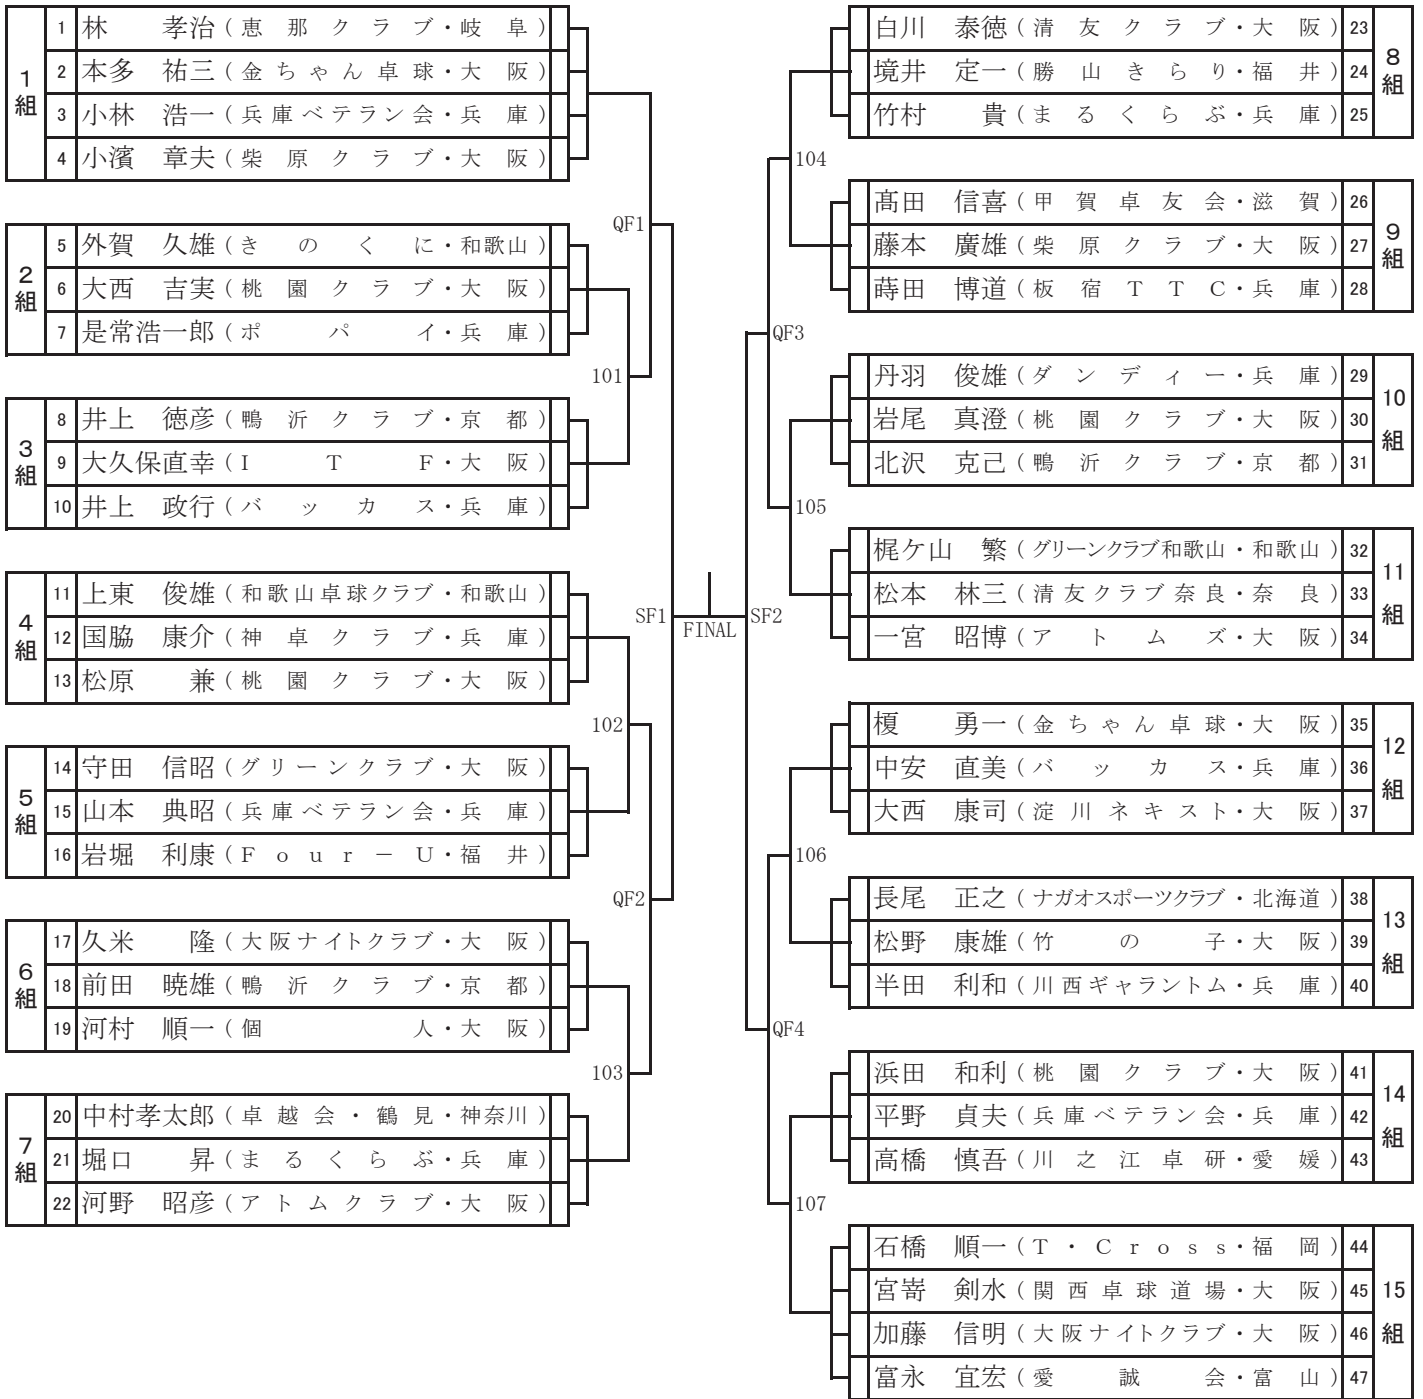 1組
1 林　　孝治（恵那クラブ・岐阜）
2 本多　祐三（金ちゃん卓球・大阪）
3 小林　浩一（兵庫ベテラン会・兵庫）
4 小濱　章夫（柴原クラブ・大阪）
2組
5 外賀　久雄（きのくに・和歌山）
6 大西　吉実（桃園クラブ・大阪）
7 是常浩一郎（ポパイ・兵庫）
3組
8 井上　徳彦（鴨沂クラブ・京都）
9 大久保直幸（ITF・大阪）
10 井上　政行（バッカス・兵庫）
4組
11 上東　俊雄（和歌山卓球クラブ・和歌山）
12 国脇　康介（神卓クラブ・兵庫）
13 松原　　兼（桃園クラブ・大阪）
5組
14 守田　信昭（グリーンクラブ・大阪）
15 山本　典昭（兵庫ベテラン会・兵庫）
16 岩堀　利康（Four－U・福井）
6組
17 久米　　隆（大阪ナイトクラブ・大阪）
18 前田　暁雄（鴨沂クラブ・京都）
19 河村　順一（個人・大阪）
7組
20 中村孝太郎（卓越会・鶴見・神奈川）
21 堀口　　昇（まるくらぶ・兵庫）
22 河野　昭彦（アトムクラブ・大阪）
QF1
101
102
QF2
103
SF1
FINAL
SF2
104
QF3
105
106
QF4
107
白川　泰徳（清友クラブ・大阪） 23
境井　定一（勝山きらり・福井） 24
竹村　　貴（まるくらぶ・兵庫） 25
8組
髙田　信喜（甲賀卓友会・滋賀） 26
藤本　廣雄（柴原クラブ・大阪） 27
蒔田　博道（板宿TTC・兵庫） 28
9組
丹羽　俊雄（ダンディー・兵庫） 29
岩尾　真澄（桃園クラブ・大阪） 30
北沢　克己（鴨沂クラブ・京都） 31
10組
梶ケ山　繁（グリーンクラブ和歌山・和歌山） 32
松本　林三（清友クラブ奈良・奈良） 33
一宮　昭博（アトムズ・大阪） 34
11組
榎　　勇一（金ちゃん卓球・大阪） 35
中安　直美（バッカス・兵庫） 36
大西　康司（淀川ネキスト・大阪） 37
12組
長尾　正之（ナガオスポーツクラブ・北海道） 38
松野　康雄（竹の子・大阪） 39
半田　利和（川西ギャラントム・兵庫） 40
13組
浜田　和利（桃園クラブ・大阪） 41
平野　貞夫（兵庫ベテラン会・兵庫） 42
高橋　慎吾（川之江卓研・愛媛） 43
14組
石橋　順一（T・Cross・福岡） 44
宮嵜　剣水（関西卓球道場・大阪） 45
加藤　信明（大阪ナイトクラブ・大阪） 46
富永　宜宏（愛誠会・富山） 47
15組